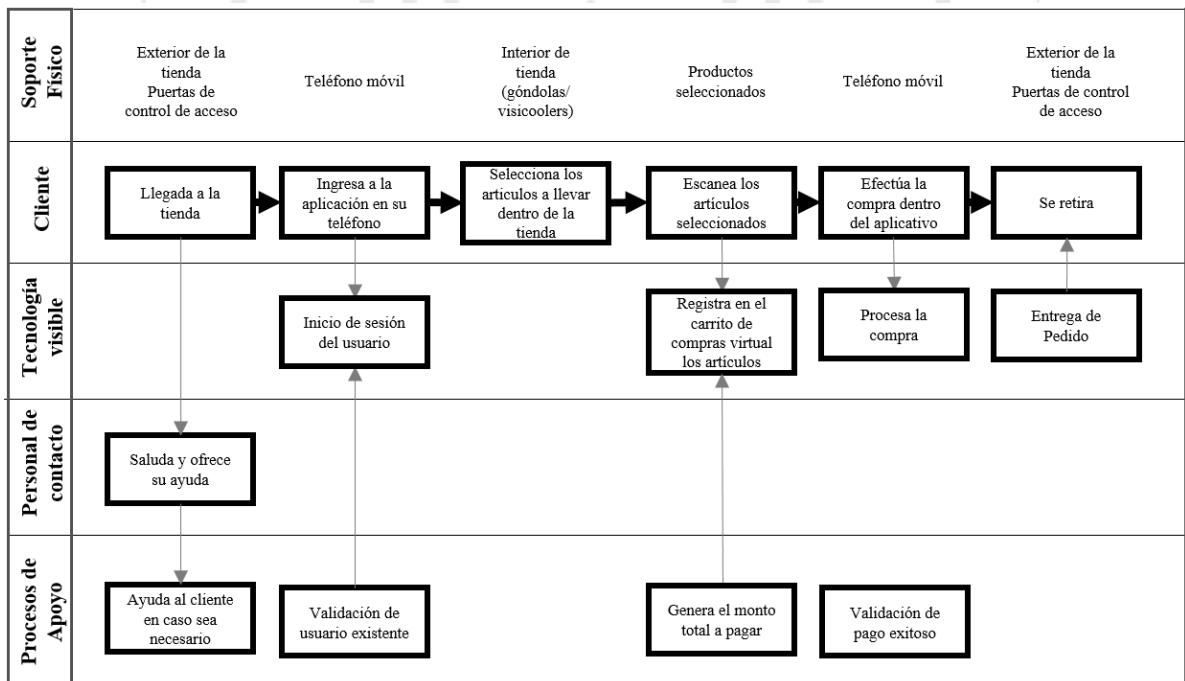 Soporte
Físico
Exterior de la
tienda
Puertas de
control de acceso
Teléfono móvil
Interior de
tienda
(góndolas/
visicoolers)
Productos
seleccionados
Teléfono móvil
Exterior de la
tienda
Puertas de control
de acceso
Cliente
Llegada a la
tienda
Ingresa a la
aplicación en su
teléfono
Selecciona los
articulos a llevar
dentro de la
tienda
Escanea los
artículos
seleccionados
Efectúa la
compra dentro
del aplicativo
Se retira
Tecnología
visible
Inicio de sesión
del usuario
Registra en el
carrito de
compras virtual
los artículos
Procesa la
compra
Entrega de
Pedido
Personal de
contacto
Saluda y ofrece
su ayuda
Procesos de
Apoyo
Ayuda al cliente
en caso sea
necesario
Validación de
usuario existente
Genera el monto
total a pagar
Validación de
pago exitoso